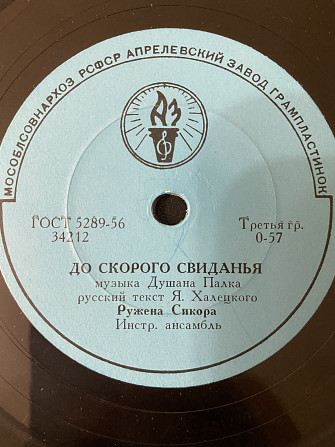 МОСОБЛСОВНАРХОЗ РСФСР АПРЕЛЕВСКИЙ ЗАВОД ГРАМПЛАСТИНОК
АЗ
ГОСТ 5289-56
34212
Третья гр.
0-57
ДО СКОРОГО СВИДАНЬЯ
музыка Душана Палка
русский текст Я. Халецкого
Ружена Сикора
Инстр. ансамбль